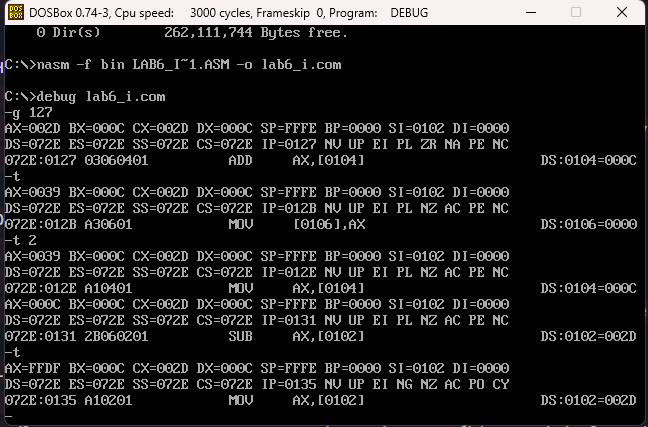 DOSBox 0.74-3, Cpu speed: 3000 cycles, Frameskip 0, Program: DEBUG
0 Dir(s) 262,111,744 Bytes free.
C:\>nasm -f bin LAB6_I~1.ASM -o lab6_i.com
C:\>debug lab6_i.com
-g 127
AX=002D BX=000C CX=002D DX=000C SP=FFFE BP=0000 SI=0102 DI=0000
DS=072E ES=072E SS=072E CS=072E IP=0127 NV UP EI PL ZR NA PE NC
072E:0127 03060401 ADD AX,[0104] DS:0104=000C
-t
AX=0039 BX=000C CX=002D DX=000C SP=FFFE BP=0000 SI=0102 DI=0000
DS=072E ES=072E SS=072E CS=072E IP=012B NV UP EI PL NZ AC PE NC
072E:012B A30601 MOV [0106],AX DS:0106=0000
-t 2
AX=0039 BX=000C CX=002D DX=000C SP=FFFE BP=0000 SI=0102 DI=0000
DS=072E ES=072E SS=072E CS=072E IP=012E NV UP EI PL NZ AC PE NC
072E:012E A10401 MOV AX,[0104] DS:0104=000C
AX=000C BX=000C CX=002D DX=000C SP=FFFE BP=0000 SI=0102 DI=0000
DS=072E ES=072E SS=072E CS=072E IP=0131 NV UP EI PL NZ AC PE NC
072E:0131 2B060201 SUB AX,[0102] DS:0102=002D
-t
AX=FFDF BX=000C CX=002D DX=000C SP=FFFE BP=0000 SI=0102 DI=0000
DS=072E ES=072E SS=072E CS=072E IP=0135 NV UP EI NG NZ AC PO CY
072E:0135 A10201 MOV AX,[0102] DS:0102=002D
-